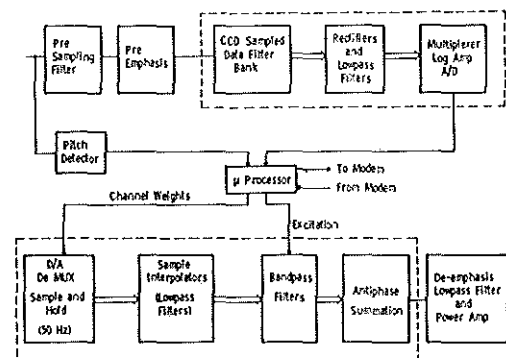 Pre
Sampling
Filter
Pre
Emphasis
CCD Sampled
Data Filter
Bank
Rectifiers
and
Lowpass
Filters
Multiplexer
Log Amp
A/D
Pitch
Detector
μ Processor
To Modem
From Modem
Channel Weights
Excitation
D/A
De MUX
Sample and
Hold
(50 Hz)
Sample
Interpolators
(Lowpass
Filters)
Bandpass
Filters
Antiphase
Summation
De-emphasis
Lowpass Filter
and
Power Amp